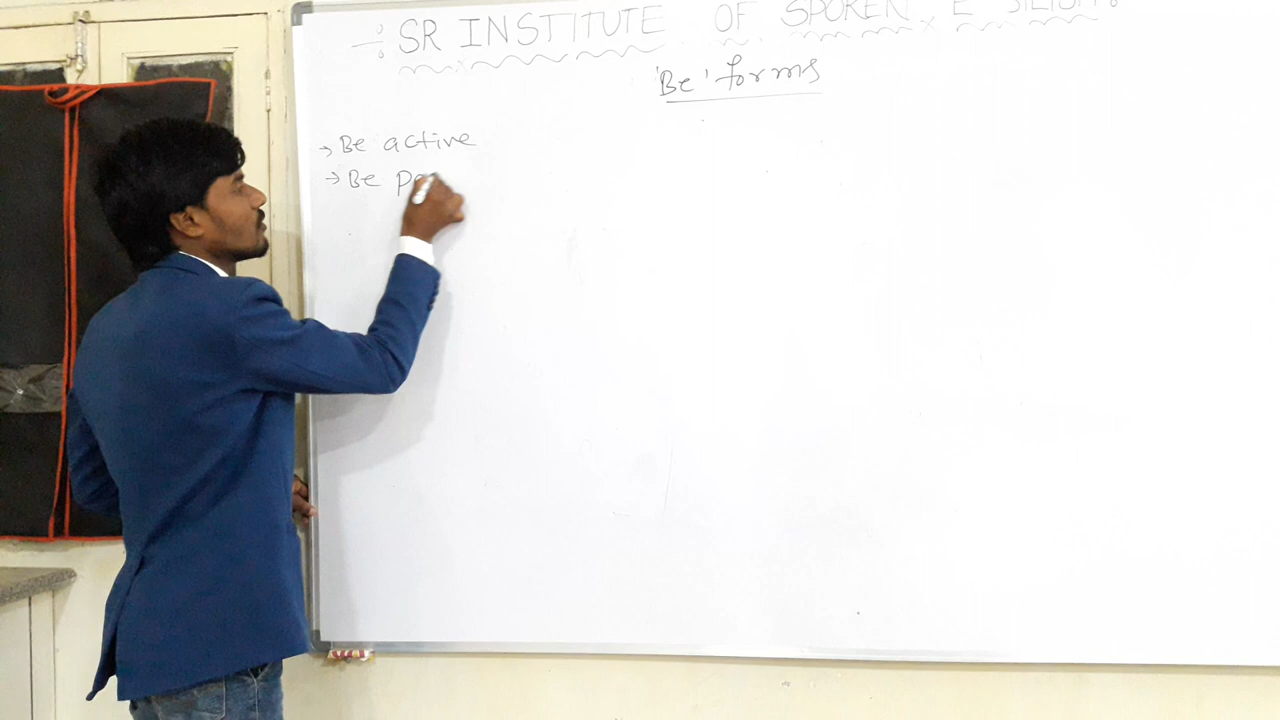 ÷ SR INSTITUTE OF SPOKEN
'Be' forms
→ Be active
→ Be